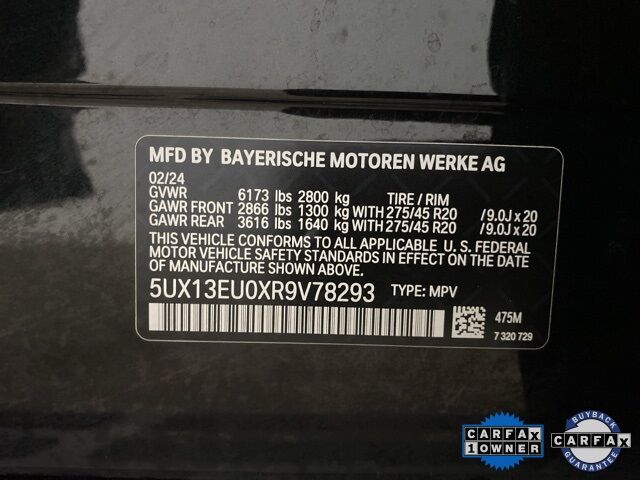 MFD BY BAYERISCHE MOTOREN WERKE AG
02/24
GVWR 6173 lbs 2800 kg TIRE / RIM
GAWR FRONT 2866 lbs 1300 kg WITH 275/45 R20 /9.0J x 20
GAWR REAR 3616 lbs 1640 kg WITH 275/45 R20 /9.0J x 20
THIS VEHICLE CONFORMS TO ALL APPLICABLE U. S. FEDERAL
MOTOR VEHICLE SAFETY STANDARDS IN EFFECT ON THE
DATE OF MANUFACTURE SHOWN ABOVE.
5UX13EU0XR9V78293 TYPE: MPV
475M
7 320 729
CARFAX
1 OWNER
BUYBACK
CARFAX
GUARANTEE